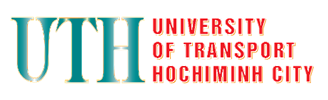 UTH
UNIVERSITY
OF TRANSPORT
HOCHIMINH CITY